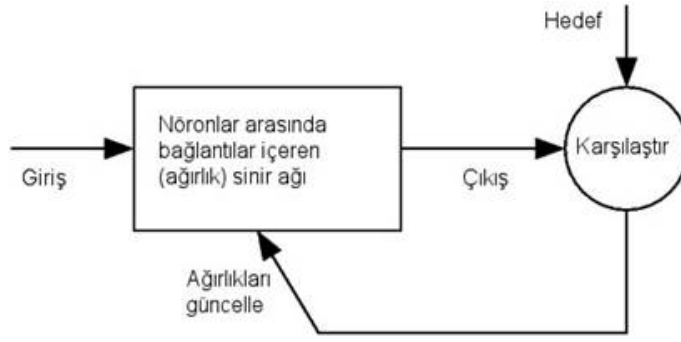 Hedef
Nöronlar arasında
bağlantılar içeren
(ağırlık) sinir ağı
Karşılaştır
Giriş
Çıkış
Ağırlıkları
güncelle